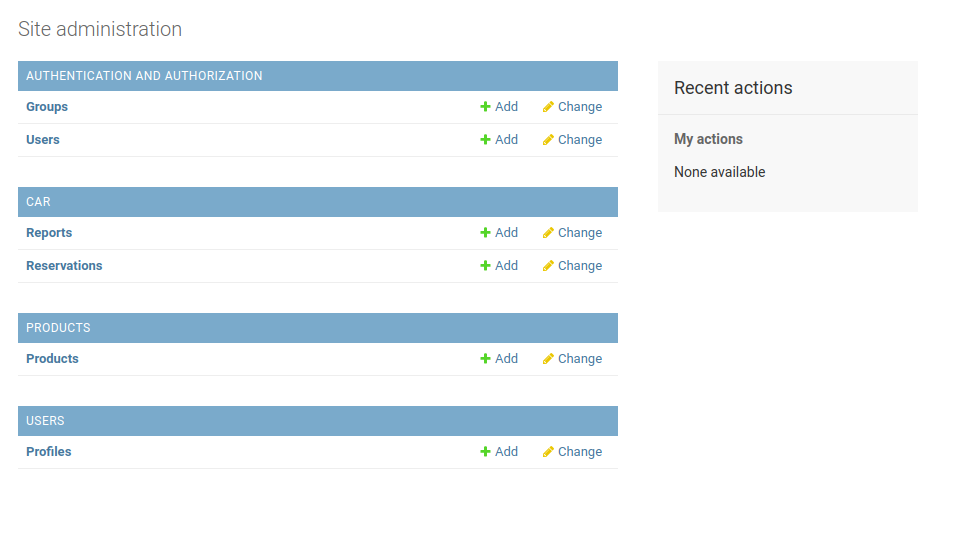 Site administration
AUTHENTICATION AND AUTHORIZATION
Groups Add Change
Users Add Change
CAR
Reports Add Change
Reservations Add Change
PRODUCTS
Products Add Change
USERS
Profiles Add Change
Recent actions
My actions
None available